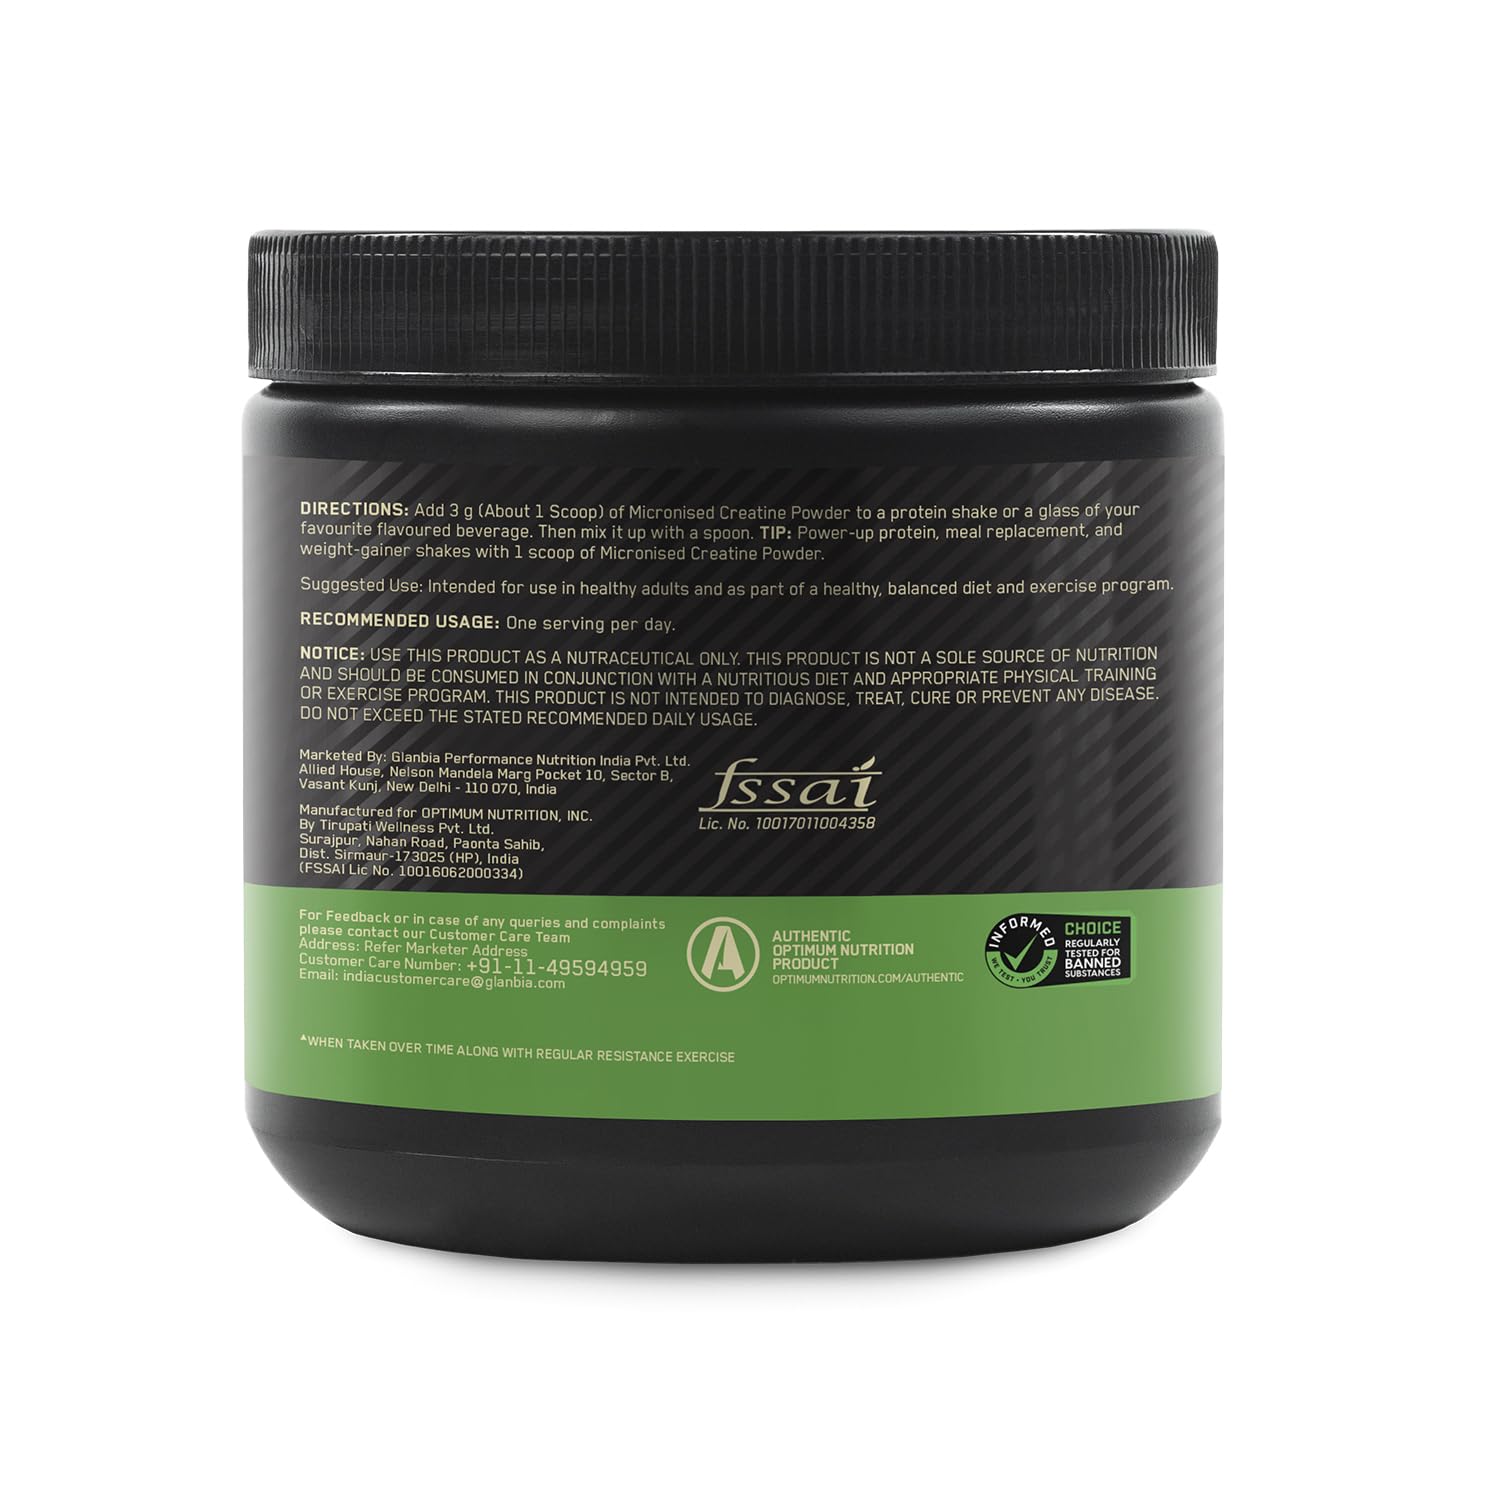 DIRECTIONS: Add 3 g (About 1 Scoop) of Micronised Creatine Powder to a protein shake or a glass of your
favourite flavoured beverage. Then mix it up with a spoon. TIP: Power-up protein, meal replacement, and
weight-gainer shakes with 1 scoop of Micronised Creatine Powder.
Suggested Use: Intended for use in healthy adults and as part of a healthy, balanced diet and exercise program.
RECOMMENDED USAGE: One serving per day.
NOTICE: USE THIS PRODUCT AS A NUTRACEUTICAL ONLY. THIS PRODUCT IS NOT A SOLE SOURCE OF NUTRITION
AND SHOULD BE CONSUMED IN CONJUNCTION WITH A NUTRITIOUS DIET AND APPROPRIATE PHYSICAL TRAINING
OR EXERCISE PROGRAM. THIS PRODUCT IS NOT INTENDED TO DIAGNOSE, TREAT, CURE OR PREVENT ANY DISEASE.
DO NOT EXCEED THE STATED RECOMMENDED DAILY USAGE.
Marketed By: Glanbia Performance Nutrition India Pvt. Ltd.
Allied House, Nelson Mandela Marg Pocket 10, Sector B,
Vasant Kunj, New Delhi - 110 070, India
Manufactured for OPTIMUM NUTRITION, INC.
By Tirupati Wellness Pvt. Ltd.
Surajpur, Nahan Road, Paonta Sahib,
Dist. Sirmaur-173025 (HP), India
(FSSAI Lic No. 10016062000334)
fssai
Lic. No. 10017011004358
For Feedback or in case of any queries and complaints
please contact our Customer Care Team
Address: Refer Marketer Address
Customer Care Number: +91-11-49594959
Email: indiacustomercare@glanbia.com
A
AUTHENTIC
OPTIMUM NUTRITION
PRODUCT
OPTIMUMNUTRITION.COM/AUTHENTIC
INFORMED
WE TEST - YOU TRUST
CHOICE
REGULARLY
TESTED FOR
BANNED
SUBSTANCES
▲WHEN TAKEN OVER TIME ALONG WITH REGULAR RESISTANCE EXERCISE